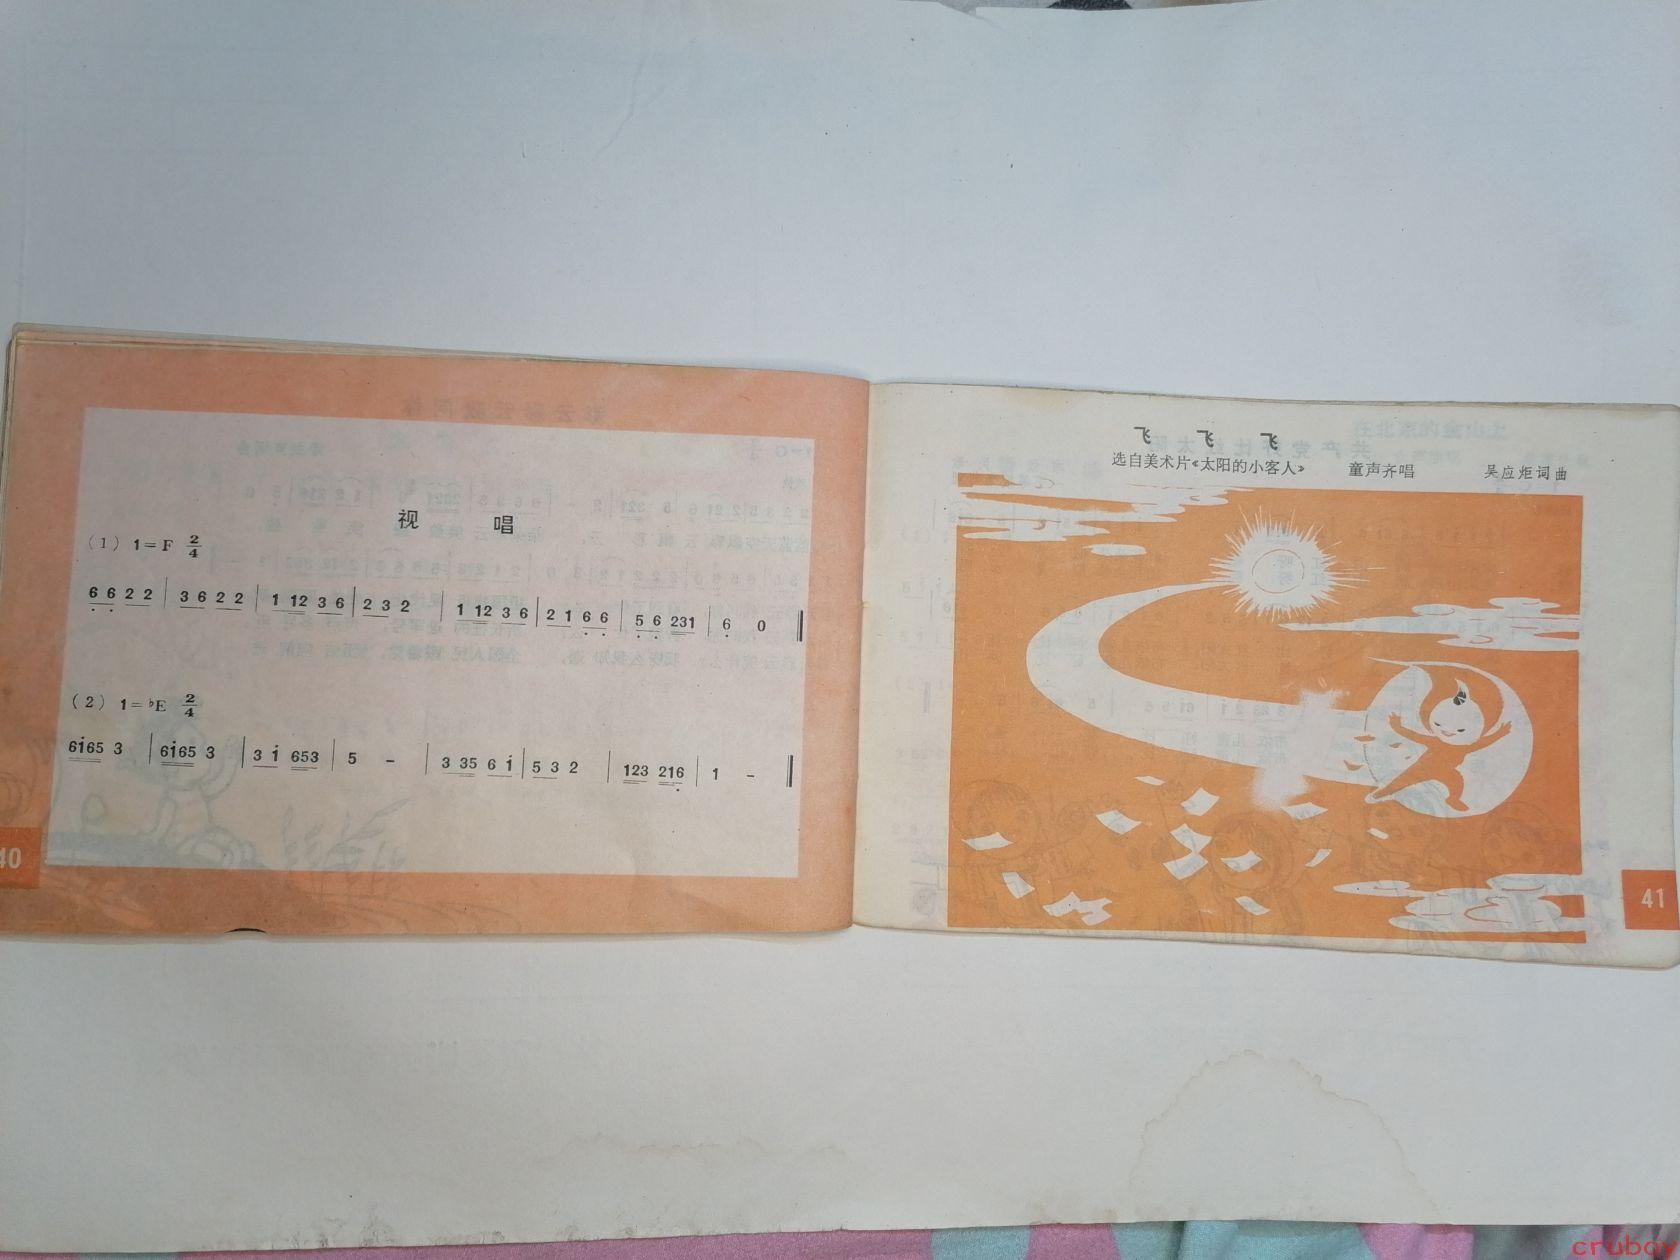 视 唱
(1) 1=F 2/4
6 6 2 2 | 3 6 2 2 | 1 12 3 6 | 2 3 2 | 1 12 3 6 | 2 1 6 6 | 5 6 231 | 6 0 ‖
(2) 1=♭E 2/4
6i65 3 | 6i65 3 | 3 i 653 | 5 - | 3 35 6 i | 5 3 2 | 123 216 | 1 - ‖
40
飞 飞 飞
选自美术片《太阳的小客人》 童声齐唱 吴应炬词曲
41
cruboy